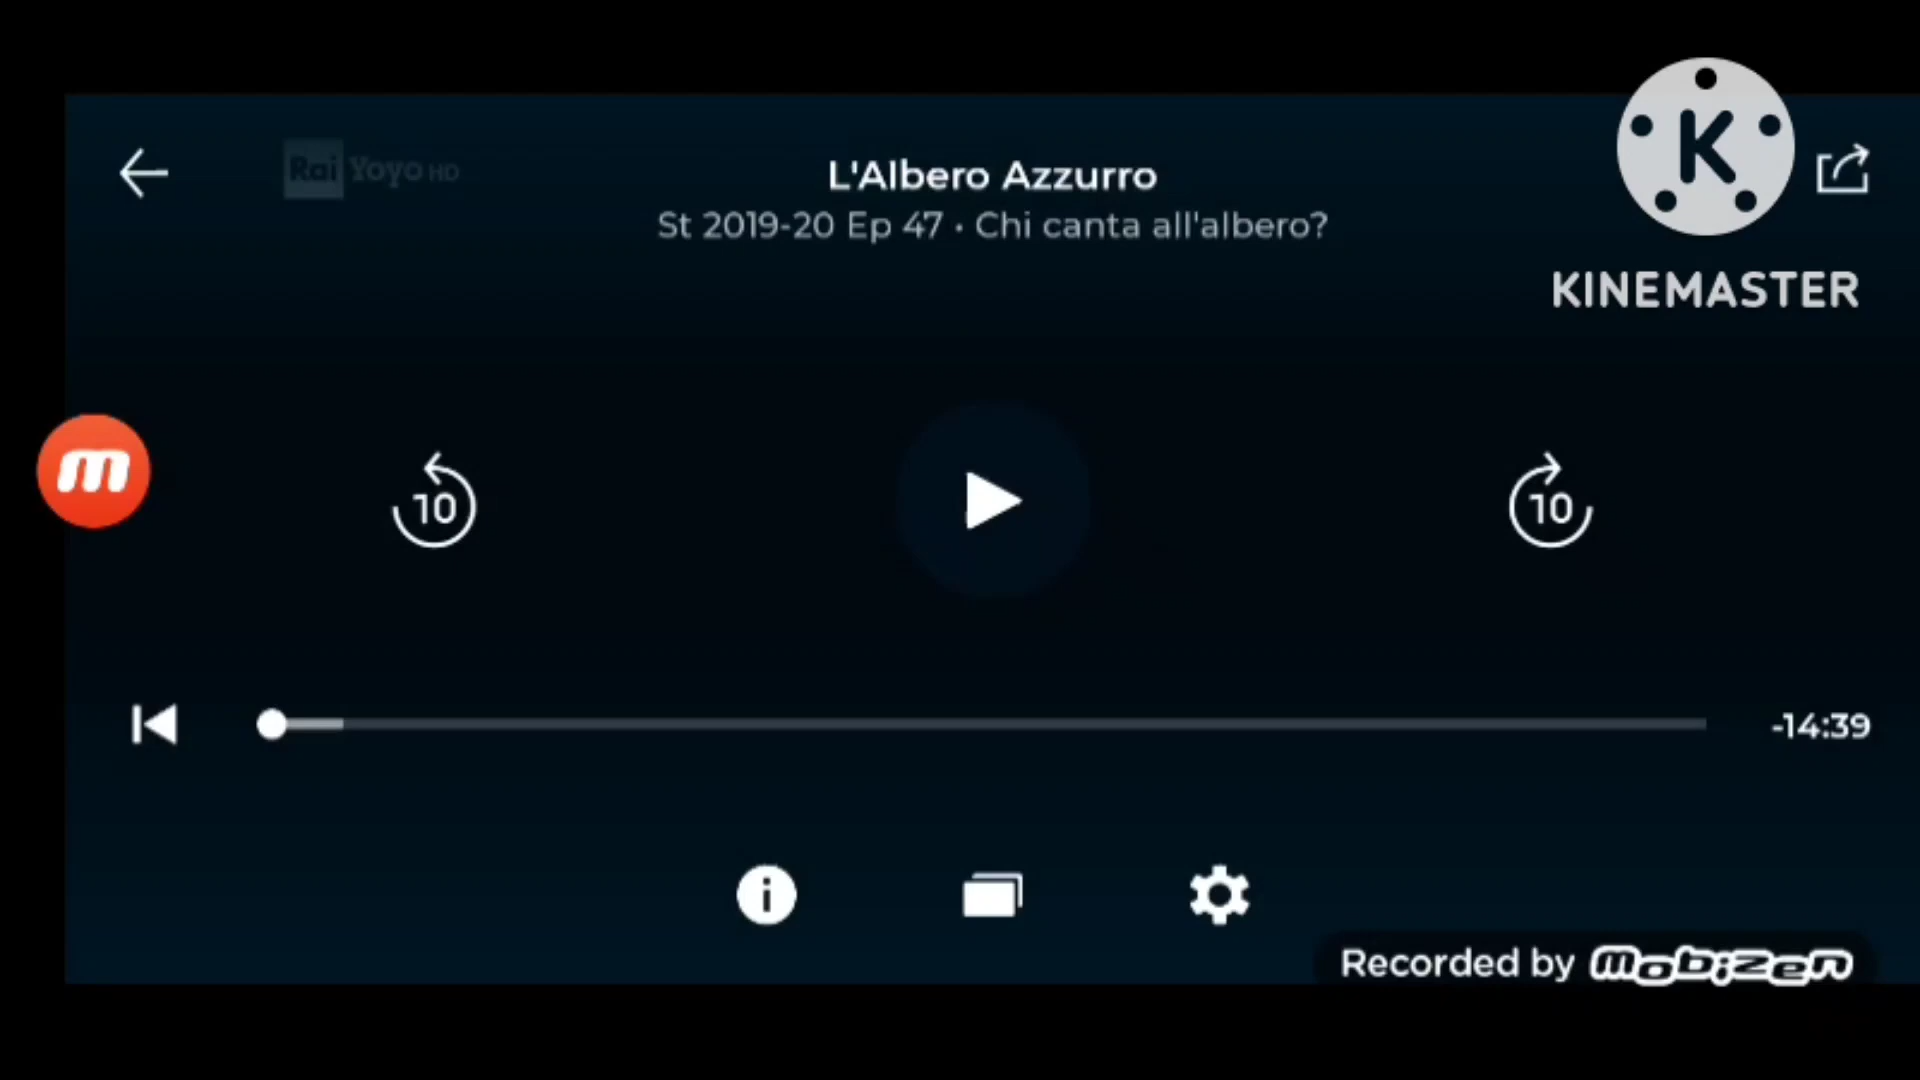 Rai Yoyo HD
L'Albero Azzurro
St 2019-20 Ep 47 • Chi canta all'albero?
K
KINEMASTER
m
10
10
-14:39
i
Recorded by mobizen